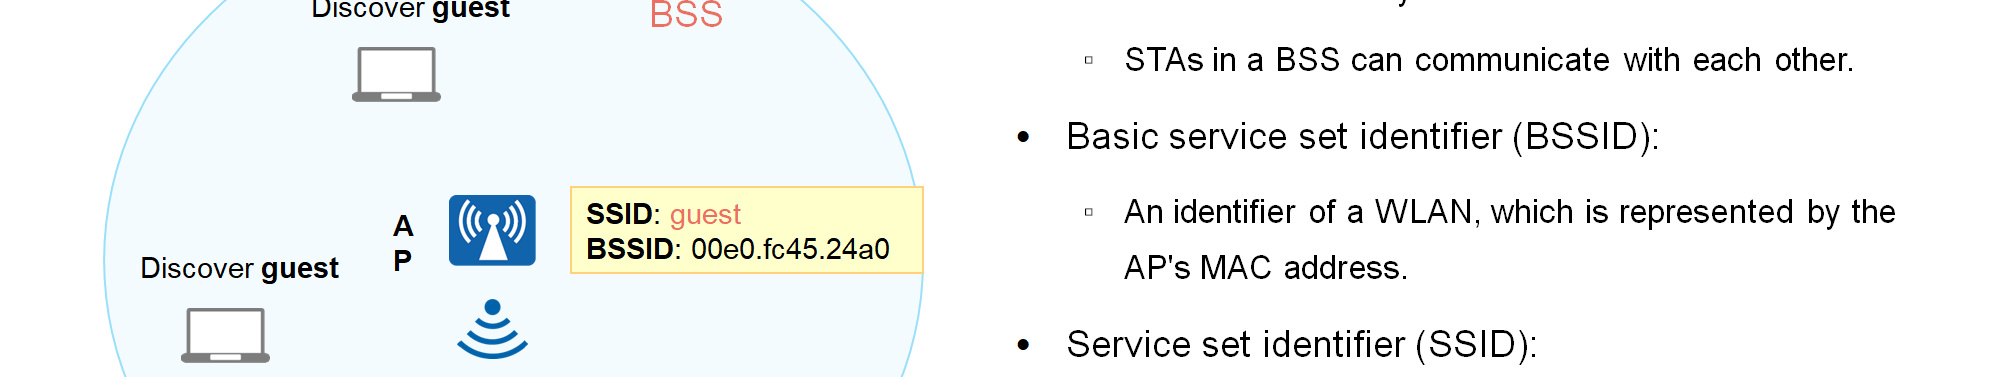 Discover guest
BSS
A
P
SSID: guest
BSSID: 00e0.fc45.24a0
Discover guest
▫ STAs in a BSS can communicate with each other.
• Basic service set identifier (BSSID):
▫ An identifier of a WLAN, which is represented by the
AP's MAC address.
• Service set identifier (SSID):